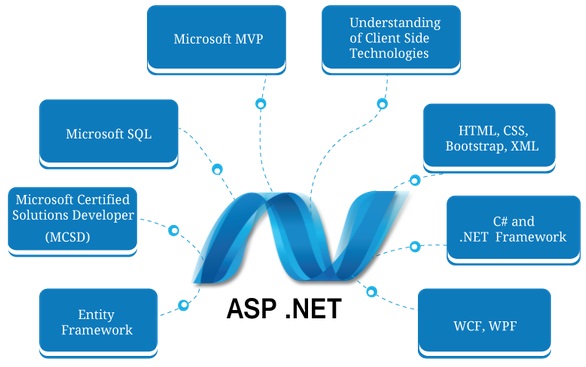 Microsoft MVP
Understanding
of Client Side
Technologies
Microsoft SQL
HTML, CSS,
Bootstrap, XML
Microsoft Certified
Solutions Developer
(MCSD)
C# and
.NET Framework
Entity
Framework
WCF, WPF
ASP .NET